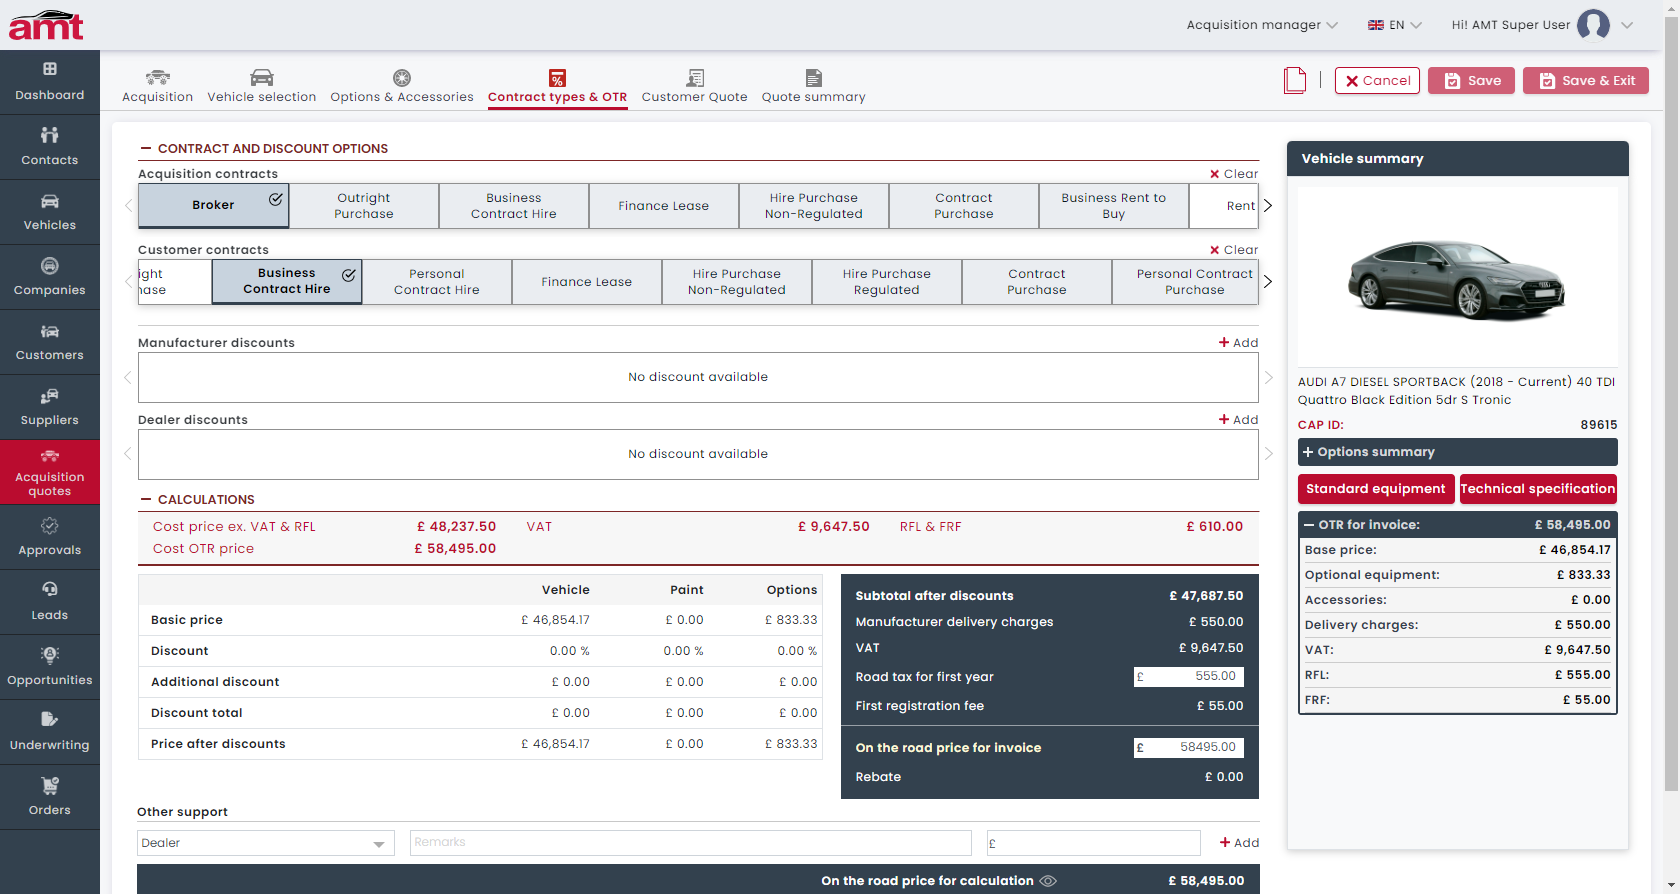 amt
Acquisition manager
EN
Hi! AMT Super User
Dashboard
Contacts
Vehicles
Companies
Customers
Suppliers
Acquisition
quotes
Approvals
Leads
Opportunities
Underwriting
Orders
Acquisition
Vehicle selection
Options & Accessories
Contract types & OTR
Customer Quote
Quote summary
Cancel
Save
Save & Exit
CONTRACT AND DISCOUNT OPTIONS
Acquisition contracts
Clear
Broker
Outright
Purchase
Business
Contract Hire
Finance Lease
Hire Purchase
Non-Regulated
Contract
Purchase
Business Rent to
Buy
Rent
Customer contracts
Clear
ight
hase
Business
Contract Hire
Personal
Contract Hire
Finance Lease
Hire Purchase
Non-Regulated
Hire Purchase
Regulated
Contract
Purchase
Personal Contract
Purchase
Manufacturer discounts
Add
No discount available
Dealer discounts
Add
No discount available
CALCULATIONS
Cost price ex. VAT & RFL £ 48,237.50 VAT £ 9,647.50 RFL & FRF £ 610.00
Cost OTR price £ 58,495.00
Vehicle Paint Options
Basic price £ 46,854.17 £ 0.00 £ 833.33
Discount 0.00 % 0.00 % 0.00 %
Additional discount £ 0.00 £ 0.00 £ 0.00
Discount total £ 0.00 £ 0.00 £ 0.00
Price after discounts £ 46,854.17 £ 0.00 £ 833.33
Subtotal after discounts £ 47,687.50
Manufacturer delivery charges £ 550.00
VAT £ 9,647.50
Road tax for first year £ 555.00
First registration fee £ 55.00
On the road price for invoice £ 58495.00
Rebate £ 0.00
Other support
Dealer Remarks £ Add
On the road price for calculation £ 58,495.00
Vehicle summary
AUDI A7 DIESEL SPORTBACK (2018 - Current) 40 TDI
Quattro Black Edition 5dr S Tronic
CAP ID: 89615
Options summary
Standard equipment
Technical specification
OTR for invoice: £ 58,495.00
Base price: £ 46,854.17
Optional equipment: £ 833.33
Accessories: £ 0.00
Delivery charges: £ 550.00
VAT: £ 9,647.50
RFL: £ 555.00
FRF: £ 55.00